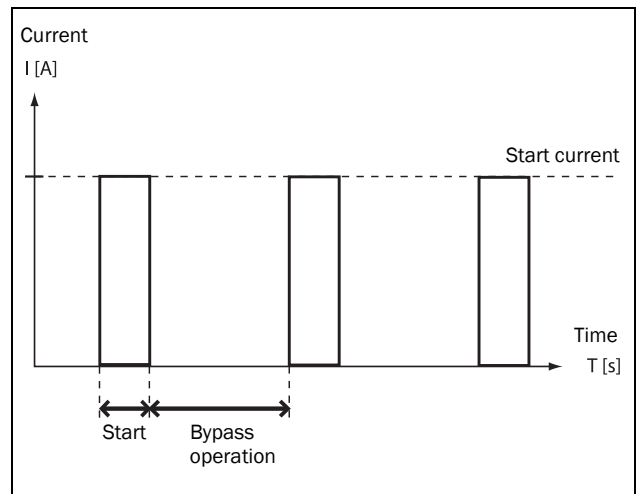 Current
I [A]
Start current
Time
T [s]
Start
Bypass
operation